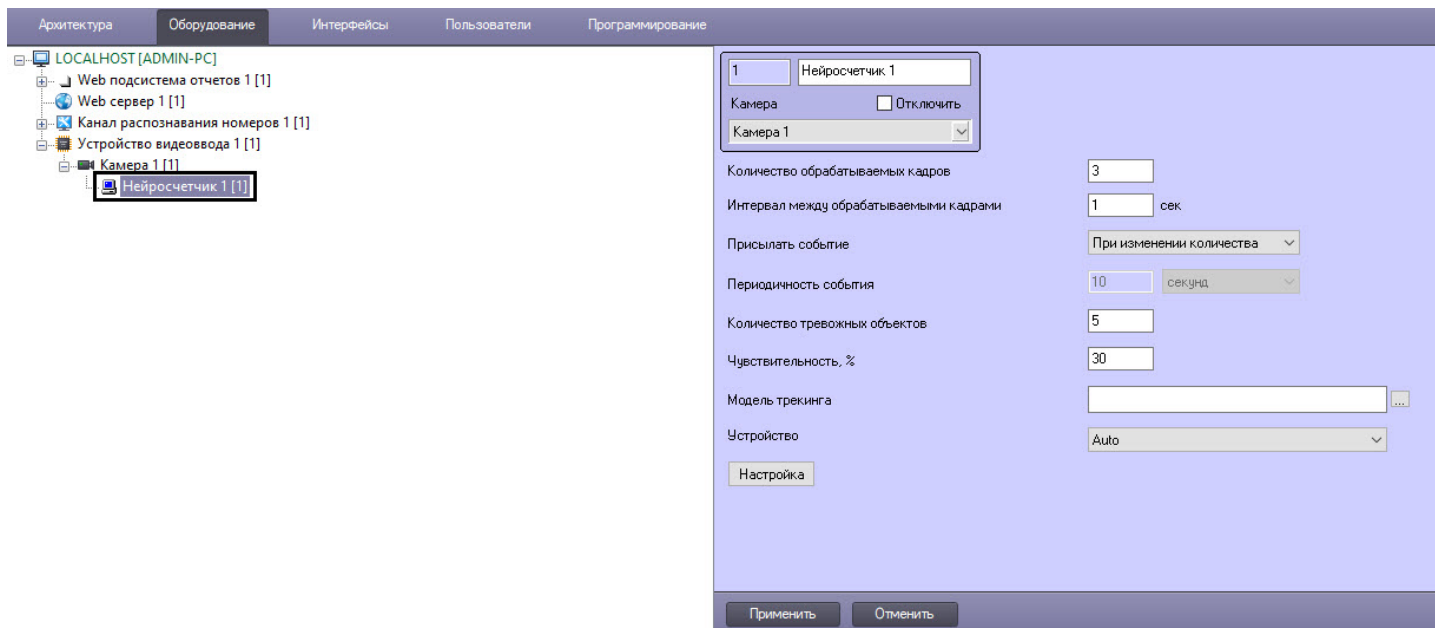 Архитектура Оборудование Интерфейсы Пользователи Программирование
LOCALHOST [ADMIN-PC]
Web подсистема отчетов 1 [1]
Web сервер 1 [1]
Канал распознавания номеров 1 [1]
Устройство видеоввода 1 [1]
Камера 1 [1]
Нейросчетчик 1 [1]
1 Нейросчетчик 1
Камера Отключить
Камера 1
Количество обрабатываемых кадров 3
Интервал между обрабатываемыми кадрами 1 сек
Присылать событие При изменении количества
Периодичность события 10 секунд
Количество тревожных объектов 5
Чувствительность, % 30
Модель трекинга ...
Устройство Auto
Настройка
Применить Отменить